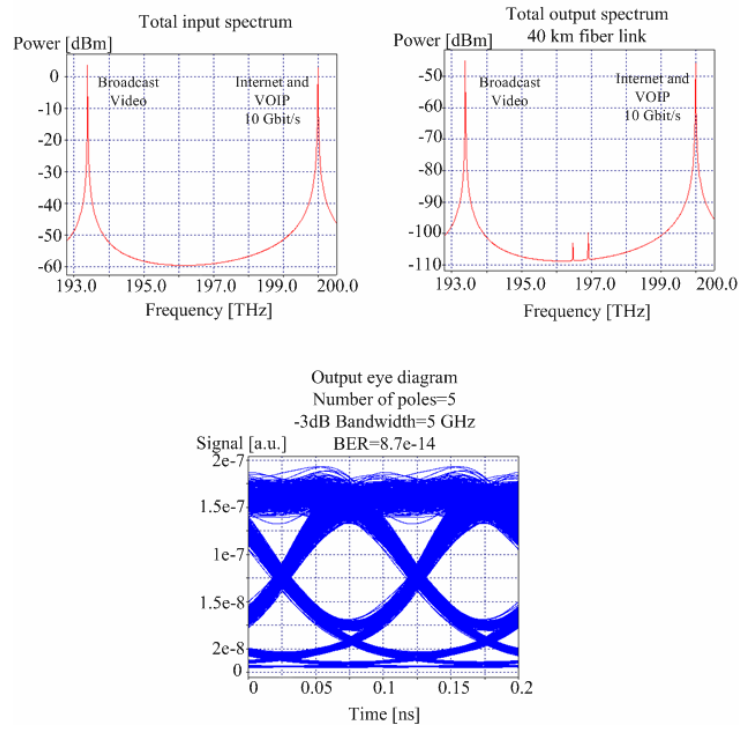 Total input spectrum
Power [dBm]
0
-10
-20
-30
-40
-50
-60
Broadcast
Video
Internet and
VOIP
10 Gbit/s
193.0
195.0
197.0
199.0
200.0
Frequency [THz]
Total output spectrum
40 km fiber link
Power [dBm]
-50
-60
-70
-80
-90
-100
-110
Broadcast
Video
Internet and
VOIP
10 Gbit/s
193.0
195.0
197.0
199.0
200.0
Frequency [THz]
Output eye diagram
Number of poles=5
-3dB Bandwidth=5 GHz
BER=8.7e-14
Signal [a.u.]
2e-7
1.5e-7
1e-7
1.5e-8
2e-8
0
0
0.05
0.1
0.15
0.2
Time [ns]